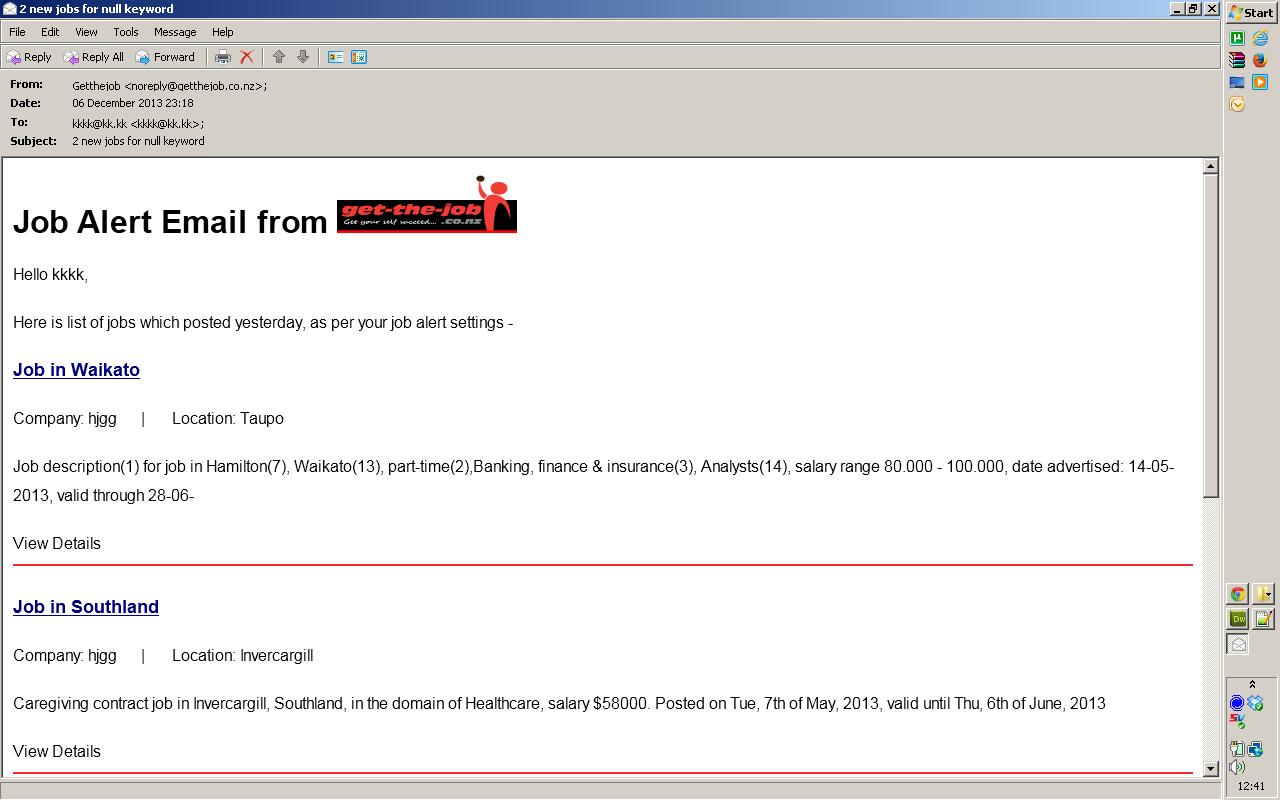 2 new jobs for null keyword
Start
File Edit View Tools Message Help
Reply Reply All Forward
From: Getthejob <noreply@getthejob.co.nz>;
Date: 06 December 2013 23:18
To: kkkk@kk.kk <kkkk@kk.kk>;
Subject: 2 new jobs for null keyword
Job Alert Email from
get-the-job
Get your self succeed... .co.nz
Hello kkkk,
Here is list of jobs which posted yesterday, as per your job alert settings -
Job in Waikato
Company: hjgg | Location: Taupo
Job description(1) for job in Hamilton(7), Waikato(13), part-time(2),Banking, finance & insurance(3), Analysts(14), salary range 80.000 - 100.000, date advertised: 14-05-
2013, valid through 28-06-
View Details
Job in Southland
Company: hjgg | Location: Invercargill
Caregiving contract job in Invercargill, Southland, in the domain of Healthcare, salary $58000. Posted on Tue, 7th of May, 2013, valid until Thu, 6th of June, 2013
View Details
Dw
12:41